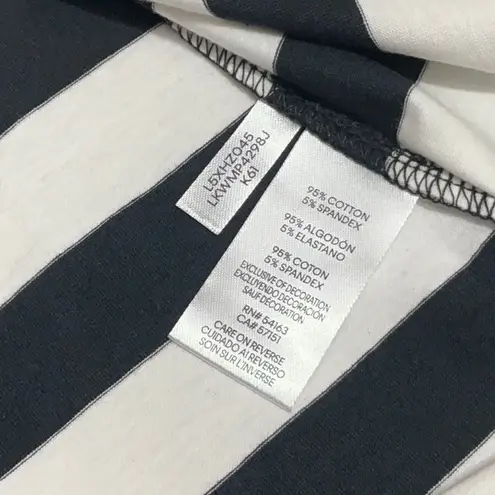 L5XHZ045
LKWMP4298J
K61
95% COTTON
5% SPANDEX
95% ALGODÓN
5% ELASTANO
95% COTON
5% SPANDEX
EXCLUSIVE OF DECORATION
EXCLUYENDO DECORACIÓN
SAUF DÉCORATION
RN# 54163
CA# 57151
CARE ON REVERSE
CUIDADO AI REVERSO
SOIN SUR L'INVERSE